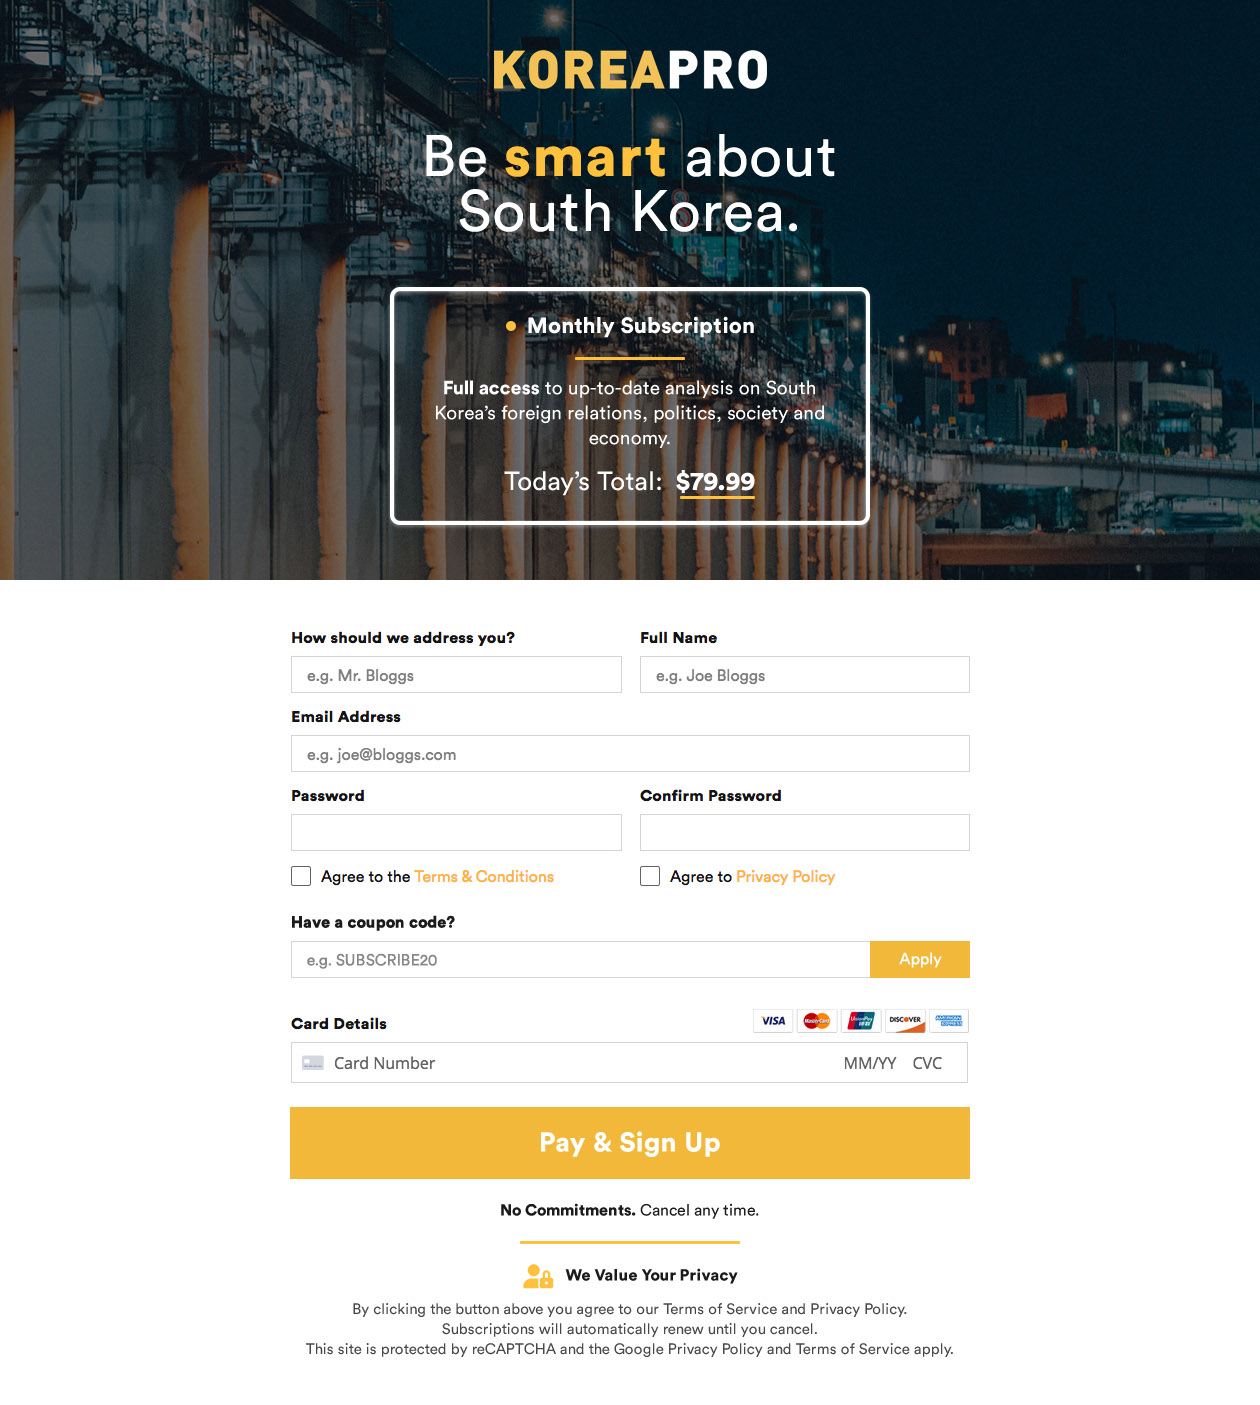 KOREAPRO
Be smart about
South Korea.
Monthly Subscription
Full access to up-to-date analysis on South
Korea’s foreign relations, politics, society and
economy.
Today’s Total: $79.99
How should we address you?
Full Name
e.g. Mr. Bloggs
e.g. Joe Bloggs
Email Address
e.g. joe@bloggs.com
Password
Confirm Password
Agree to the Terms & Conditions
Agree to Privacy Policy
Have a coupon code?
e.g. SUBSCRIBE20
Apply
Card Details
VISA
MasterCard
UnionPay
DISCOVER
AMERICAN
EXPRESS
Card Number
MM/YY CVC
Pay & Sign Up
No Commitments. Cancel any time.
We Value Your Privacy
By clicking the button above you agree to our Terms of Service and Privacy Policy.
Subscriptions will automatically renew until you cancel.
This site is protected by reCAPTCHA and the Google Privacy Policy and Terms of Service apply.